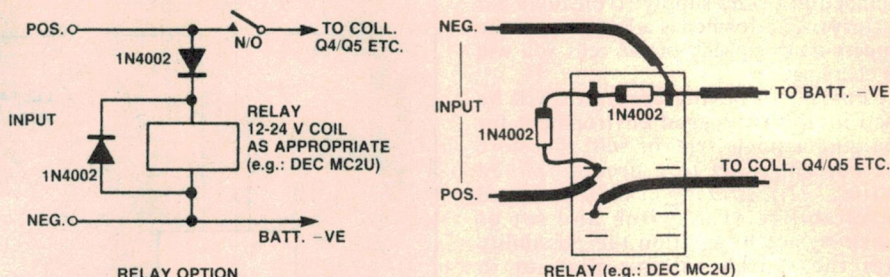 POS.
N/O
TO COLL.
Q4/Q5 ETC.
1N4002
INPUT
RELAY
12-24 V COIL
AS APPROPRIATE
(e.g.: DEC MC2U)
1N4002
NEG.
BATT. –VE
RELAY OPTION
NEG.
TO BATT. –VE
INPUT
1N4002
1N4002
TO COLL. Q4/Q5 ETC.
POS.
RELAY (e.g.: DEC MC2U)